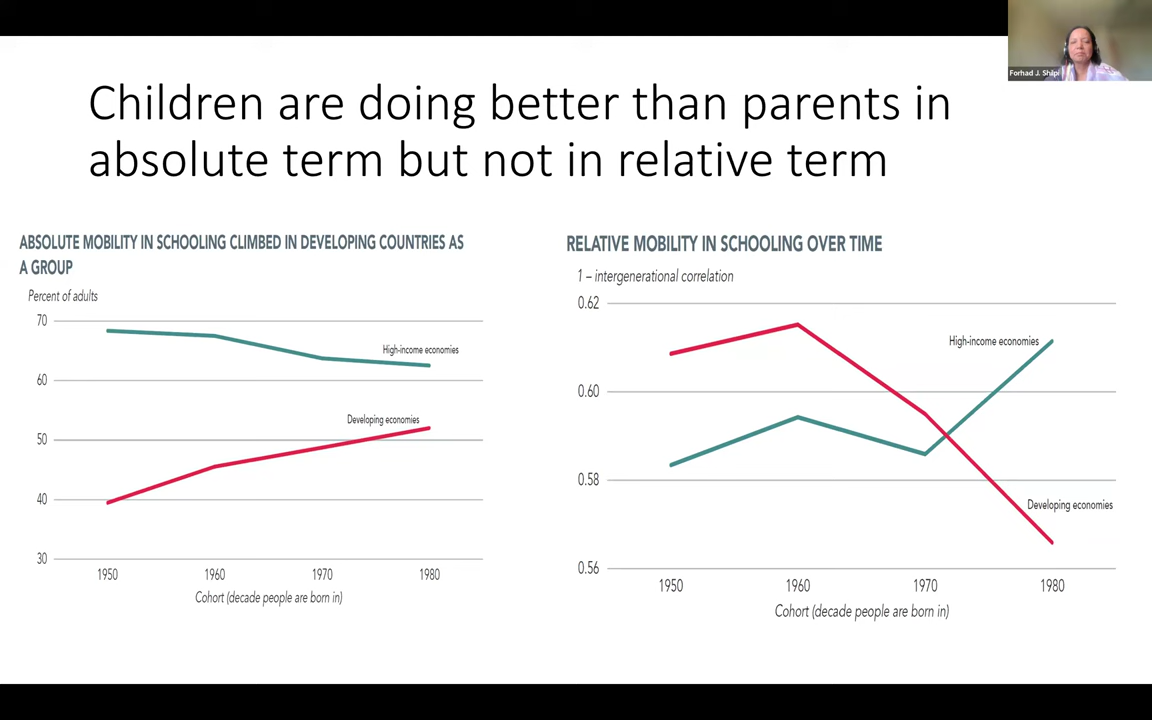 Forhad J. Shilpi
Children are doing better than parents in
absolute term but not in relative term
ABSOLUTE MOBILITY IN SCHOOLING CLIMBED IN DEVELOPING COUNTRIES AS
A GROUP
Percent of adults
70
60
50
40
30
High-income economies
Developing economies
1950 1960 1970 1980
Cohort (decade people are born in)
RELATIVE MOBILITY IN SCHOOLING OVER TIME
1 – intergenerational correlation
0.62
0.60
0.58
0.56
High-income economies
Developing economies
1950 1960 1970 1980
Cohort (decade people are born in)